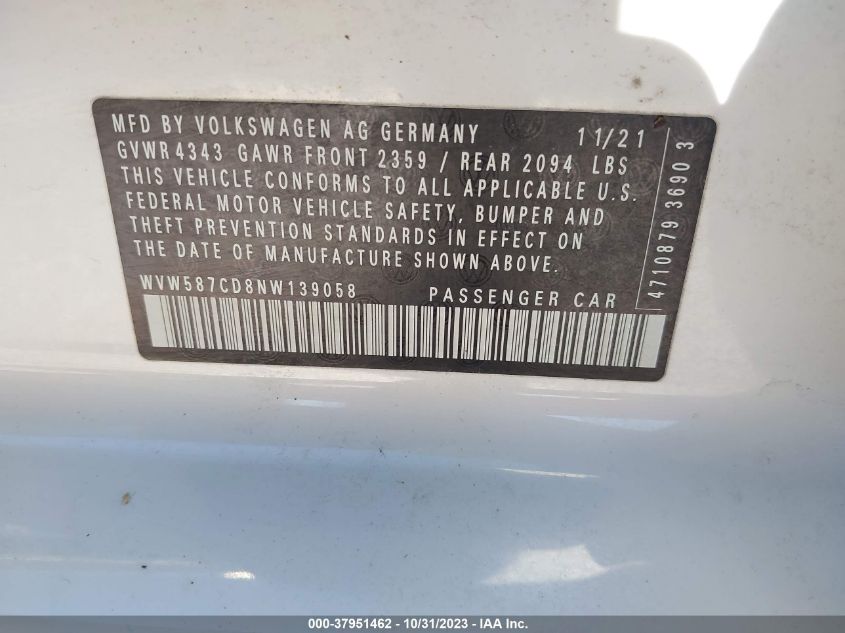 MFD BY VOLKSWAGEN AG GERMANY 11/21
GVWR 4343 GAWR FRONT 2359 / REAR 2094 LBS
THIS VEHICLE CONFORMS TO ALL APPLICABLE U.S.
FEDERAL MOTOR VEHICLE SAFETY, BUMPER AND
THEFT PREVENTION STANDARDS IN EFFECT ON
THE DATE OF MANUFACTURE SHOWN ABOVE.
WVW587CD8NW139058 PASSENGER CAR
4710879 36903
000-37951462 - 10/31/2023 - IAA Inc.